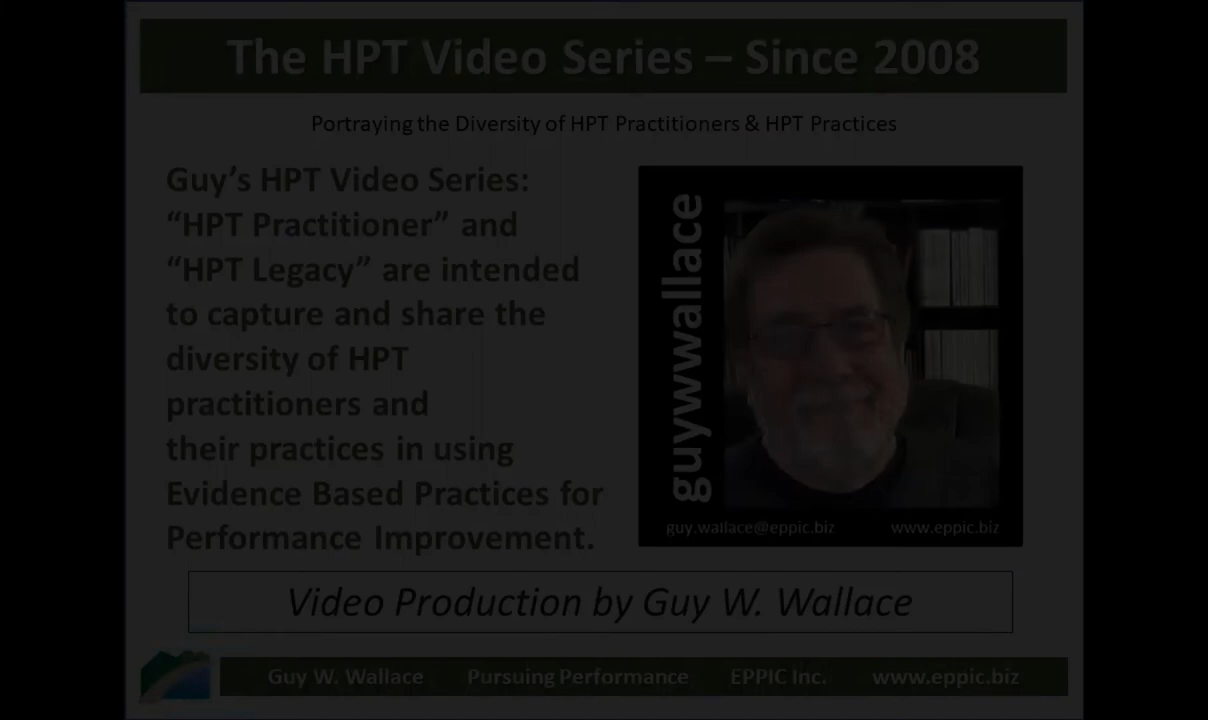 The HPT Video Series – Since 2008
Portraying the Diversity of HPT Practitioners & HPT Practices
Guy’s HPT Video Series:
“HPT Practitioner” and
“HPT Legacy” are intended
to capture and share the
diversity of HPT
practitioners and
their practices in using
Evidence Based Practices for
Performance Improvement.
guywwallace
guy.wallace@eppic.biz www.eppic.biz
Video Production by Guy W. Wallace
Guy W. Wallace Pursuing Performance EPPIC Inc. www.eppic.biz